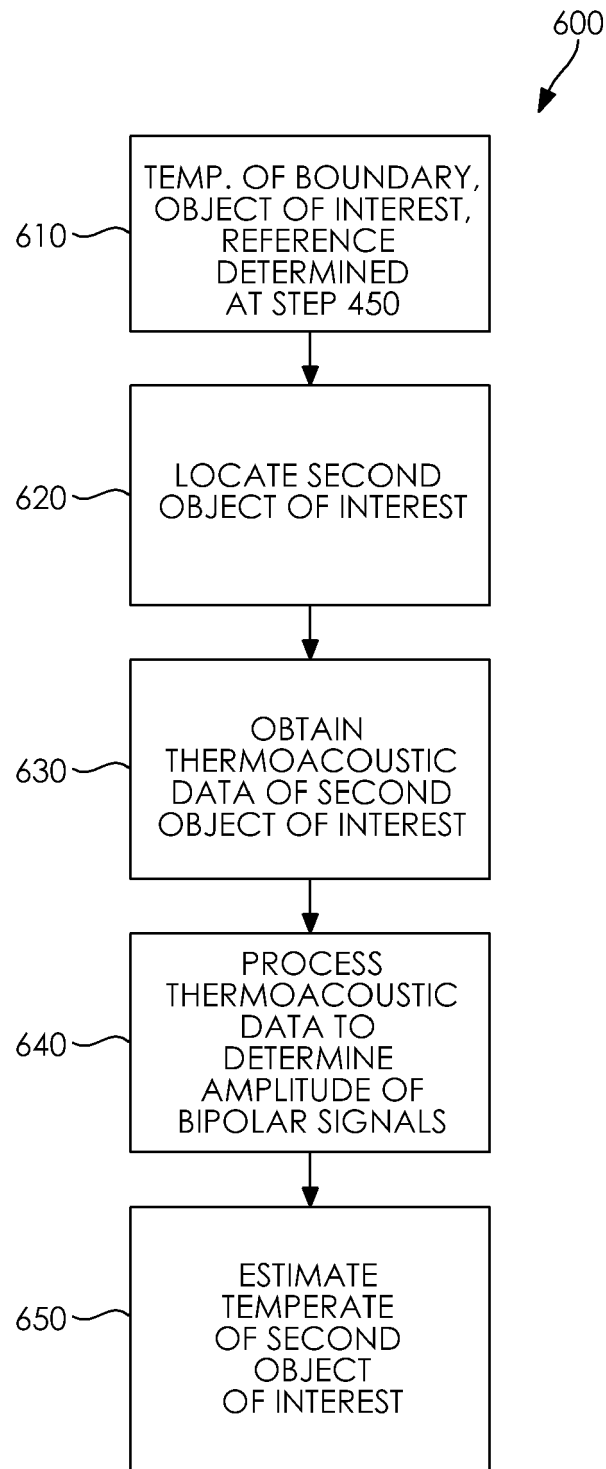 600
610
TEMP. OF BOUNDARY,
OBJECT OF INTEREST,
REFERENCE
DETERMINED
AT STEP 450
620
LOCATE SECOND
OBJECT OF INTEREST
630
OBTAIN
THERMOACOUSTIC
DATA OF SECOND
OBJECT OF INTEREST
640
PROCESS
THERMOACOUSTIC
DATA TO
DETERMINE
AMPLITUDE OF
BIPOLAR SIGNALS
650
ESTIMATE
TEMPERATE
OF SECOND
OBJECT
OF INTEREST